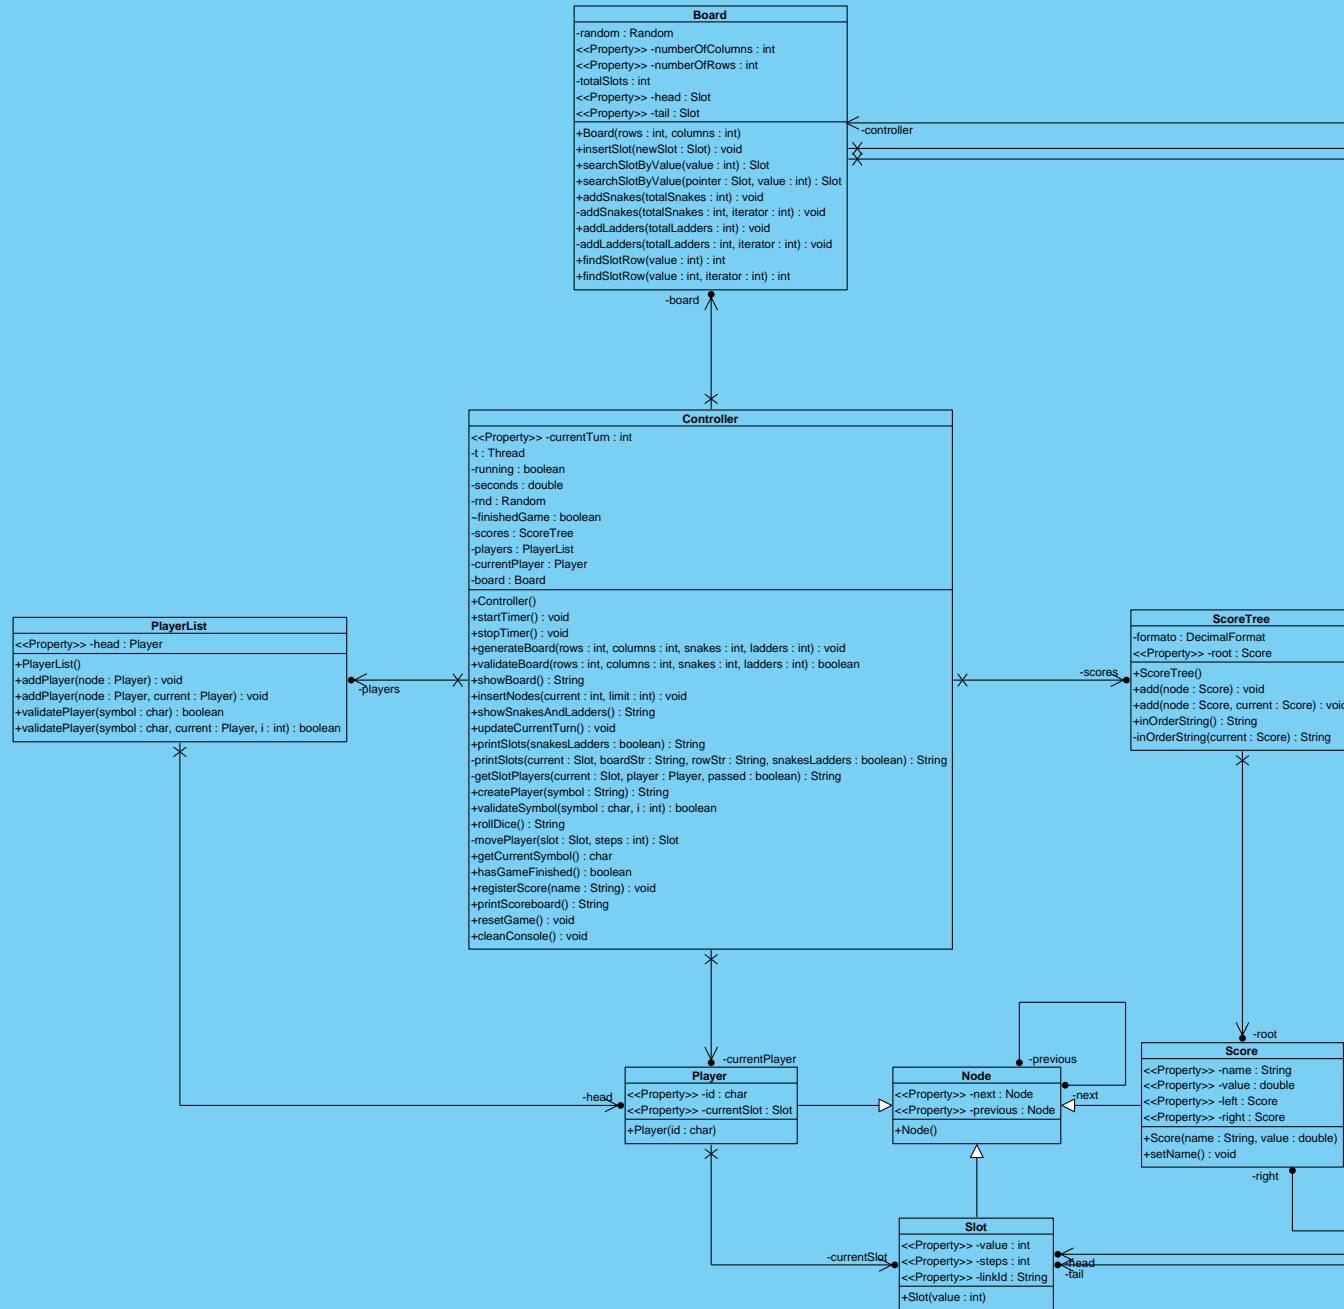 Board
-random : Random
<<Property>> -numberOfColumns : int
<<Property>> -numberOfRows : int
-totalSlots : int
<<Property>> -head : Slot
<<Property>> -tail : Slot
+Board(rows : int, columns : int)
+insertSlot(newSlot : Slot) : void
+searchSlotByValue(value : int) : Slot
+searchSlotByValue(pointer : Slot, value : int) : Slot
+addSnakes(totalSnakes : int) : void
-addSnakes(totalSnakes : int, iterator : int) : void
+addLadders(totalLadders : int) : void
-addLadders(totalLadders : int, iterator : int) : void
+findSlotRow(value : int) : int
+findSlotRow(value : int, iterator : int) : int
-controller
-board
Controller
<<Property>> -currentTurn : int
-t : Thread
-running : boolean
-seconds : double
-rnd : Random
~finishedGame : boolean
-scores : ScoreTree
-players : PlayerList
-currentPlayer : Player
-board : Board
+Controller()
+startTimer() : void
+stopTimer() : void
+generateBoard(rows : int, columns : int, snakes : int, ladders : int) : void
+validateBoard(rows : int, columns : int, snakes : int, ladders : int) : boolean
+showBoard() : String
+insertNodes(current : int, limit : int) : void
+showSnakesAndLadders() : String
+updateCurrentTurn() : void
+printSlots(snakesLadders : boolean) : String
-printSlots(current : Slot, boardStr : String, rowStr : String, snakesLadders : boolean) : String
-getSlotPlayers(current : Slot, player : Player, passed : boolean) : String
+createPlayer(symbol : String) : String
+validateSymbol(symbol : char, i : int) : boolean
+rollDice() : String
-movePlayer(slot : Slot, steps : int) : Slot
+getCurrentSymbol() : char
+hasGameFinished() : boolean
+registerScore(name : String) : void
+printScoreboard() : String
+resetGame() : void
+cleanConsole() : void
PlayerList
<<Property>> -head : Player
+PlayerList()
+addPlayer(node : Player) : void
+addPlayer(node : Player, current : Player) : void
+validatePlayer(symbol : char) : boolean
+validatePlayer(symbol : char, current : Player, i : int) : boolean
-players
-scores
ScoreTree
-formato : DecimalFormat
<<Property>> -root : Score
+ScoreTree()
+add(node : Score) : void
+add(node : Score, current : Score) : void
+inOrderString() : String
-inOrderString(current : Score) : String
-root
-currentPlayer
-head
Player
<<Property>> -id : char
<<Property>> -currentSlot : Slot
+Player(id : char)
-previous
Node
<<Property>> -next : Node
<<Property>> -previous : Node
+Node()
-next
Score
<<Property>> -name : String
<<Property>> -value : double
<<Property>> -left : Score
<<Property>> -right : Score
+Score(name : String, value : double)
+setName() : void
-right
-currentSlot
Slot
<<Property>> -value : int
<<Property>> -steps : int
<<Property>> -linkId : String
+Slot(value : int)
-head
-tail